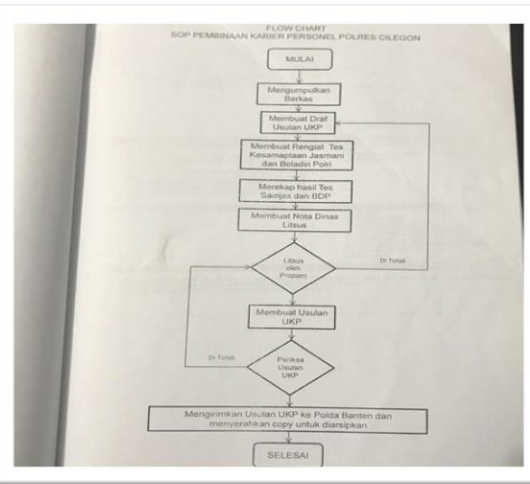 FLOW CHART
SOP PEMBINAAN KARIER PERSONEL POLRES CILEGON
MULAI
Mengumpulkan
Berkas
Membuat Draf
Usulan UKP
Membuat Rengiat Tes
Kesamaptaan Jasmani
dan Beladiri Polri
Merekap hasil Tes
Samjas dan BDP
Membuat Nota Dinas
Litsus
Litsus
oleh
Propam
Di Tolak
Membuat Usulan
UKP
Di Tolak
Periksa
Usulan
UKP
Mengirimkan Usulan UKP ke Polda Banten dan
menyerahkan copy untuk diarsipkan
SELESAI